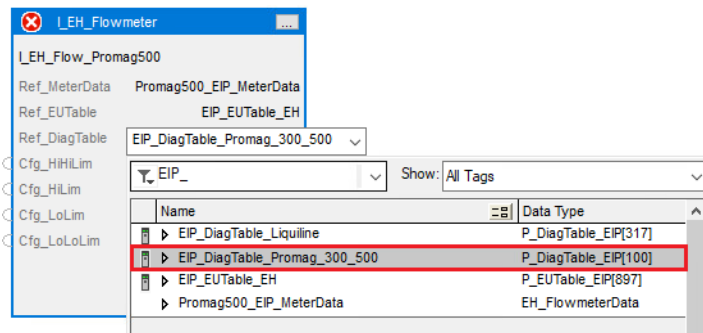 I_EH_Flowmeter ...
I_EH_Flow_Promag500
Ref_MeterData Promag500_EIP_MeterData
Ref_EUTable EIP_EUTable_EH
Ref_DiagTable EIP_DiagTable_Promag_300_500
Cfg_HiHiLim
Cfg_HiLim
Cfg_LoLim
Cfg_LoLoLim
EIP_ Show: All Tags
Name Data Type
EIP_DiagTable_Liquiline P_DiagTable_EIP[317]
EIP_DiagTable_Promag_300_500 P_DiagTable_EIP[100]
EIP_EUTable_EH P_EUTable_EIP[897]
Promag500_EIP_MeterData EH_FlowmeterData